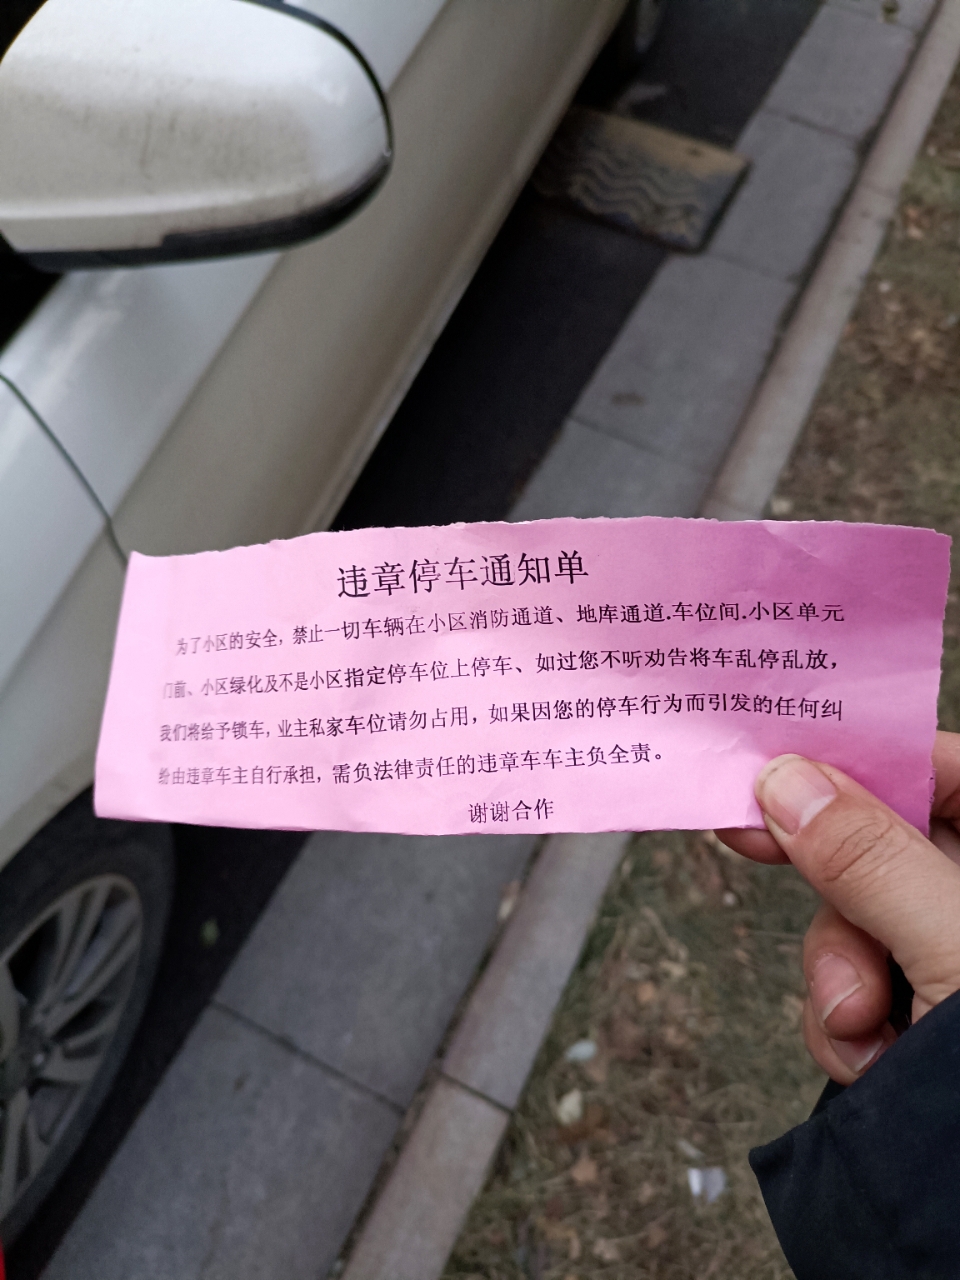 违章停车通知单
为了小区的安全，禁止一切车辆在小区消防通道、地库通道.车位间.小区单元
门前、小区绿化及不是小区指定停车位上停车、如过您不听劝告将车乱停乱放，
我们将给予锁车，业主私家车位请勿占用，如果因您的停车行为而引发的任何纠
纷由违章车主自行承担，需负法律责任的违章车车主负全责。
谢谢合作